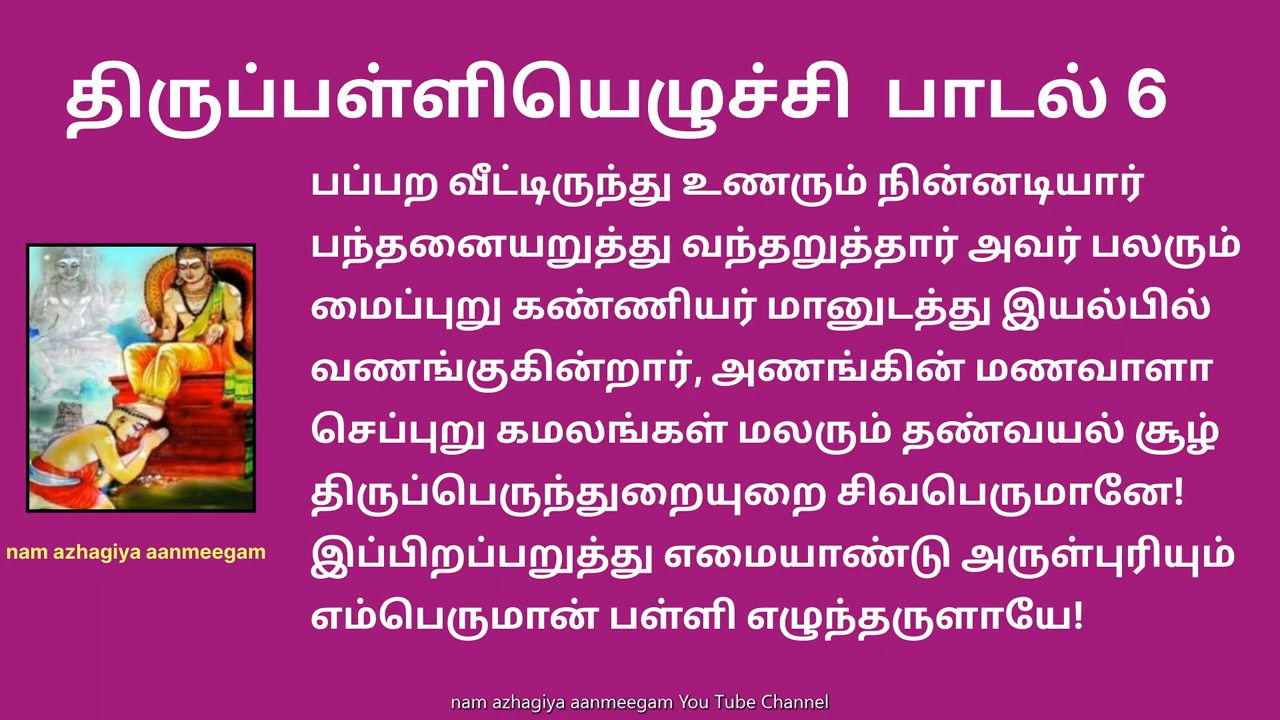 திருப்பள்ளியெழுச்சி பாடல் 6
பப்பற வீட்டிருந்து உணரும் நின்னடியார்
பந்தனையறுத்து வந்தறுத்தார் அவர் பலரும்
மைப்புறு கண்ணியர் மானுடத்து இயல்பில்
வணங்குகின்றார், அணங்கின் மணவாளா
செப்புறு கமலங்கள் மலரும் தண்வயல் சூழ்
திருப்பெருந்துறையுறை சிவபெருமானே!
இப்பிறப்பறுத்து எமையாண்டு அருள்புரியும்
எம்பெருமான் பள்ளி எழுந்தருளாயே!
nam azhagiya aanmeegam
nam azhagiya aanmeegam You Tube Channel